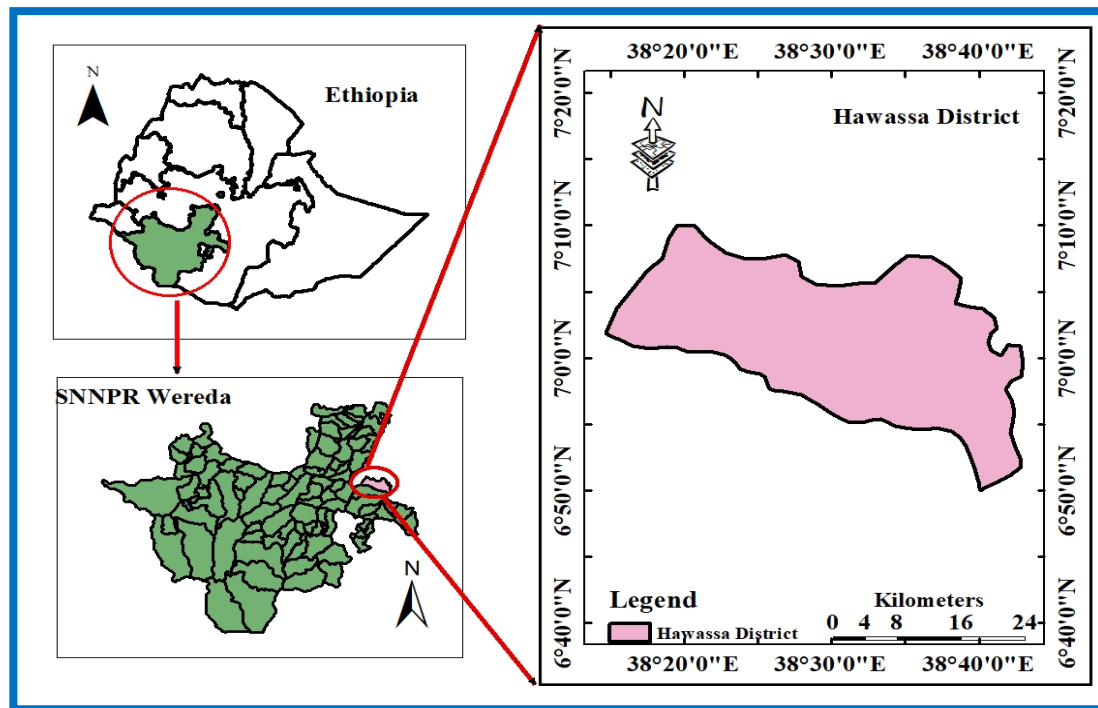 N
Ethiopia
SNNPR Wereda
N
38°20'0"E 38°30'0"E 38°40'0"E
7°20'0"N 7°20'0"N
N
Hawassa District
7°10'0"N 7°10'0"N
7°0'0"N 7°0'0"N
6°50'0"N 6°50'0"N
6°40'0"N 6°40'0"N
Legend
Hawassa District
Kilometers
0 4 8 16 24
38°20'0"E 38°30'0"E 38°40'0"E